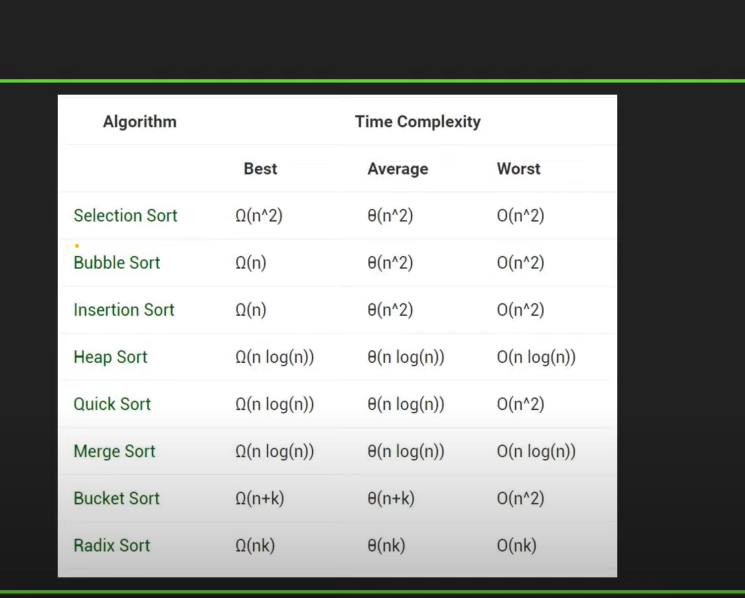 Algorithm Time Complexity
Best Average Worst
Selection Sort Ω(n^2) θ(n^2) O(n^2)
Bubble Sort Ω(n) θ(n^2) O(n^2)
Insertion Sort Ω(n) θ(n^2) O(n^2)
Heap Sort Ω(n log(n)) θ(n log(n)) O(n log(n))
Quick Sort Ω(n log(n)) θ(n log(n)) O(n^2)
Merge Sort Ω(n log(n)) θ(n log(n)) O(n log(n))
Bucket Sort Ω(n+k) θ(n+k) O(n^2)
Radix Sort Ω(nk) θ(nk) O(nk)